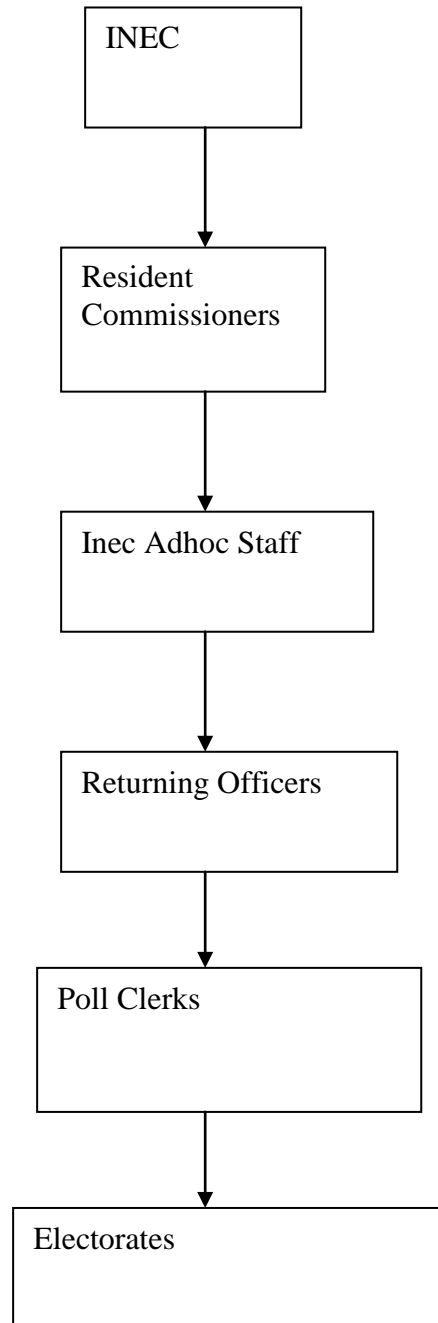 INEC
Resident
Commissioners
Inec Adhoc Staff
Returning Officers
Poll Clerks
Electorates